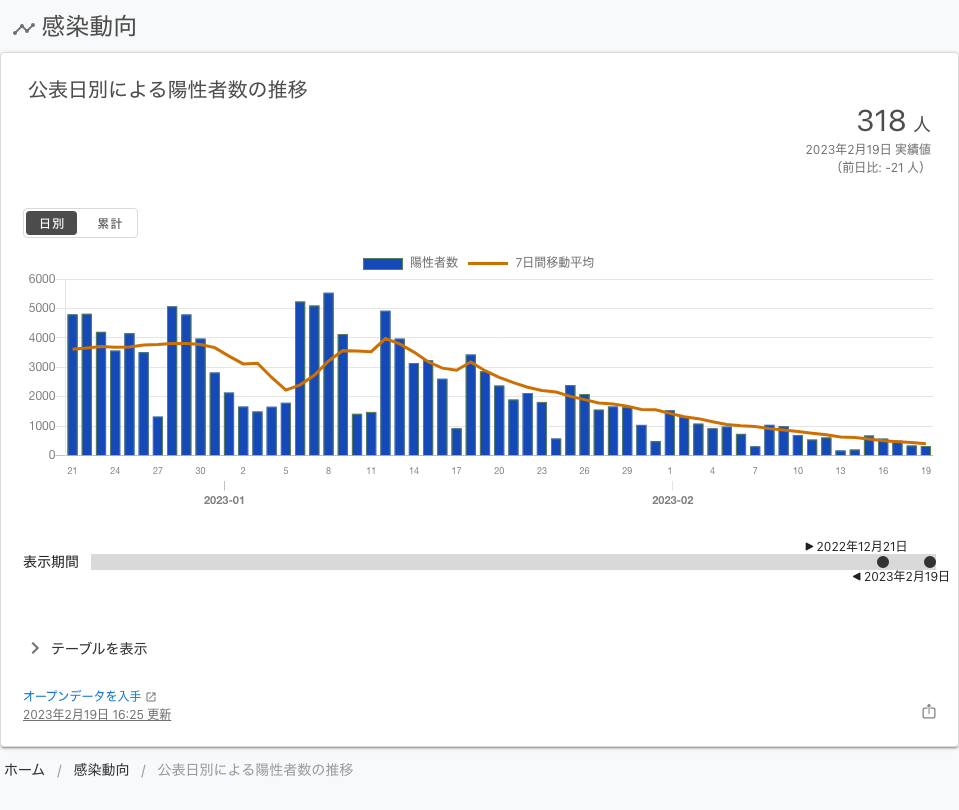 感染動向
公表日別による陽性者数の推移
318 人
2023年2月19日 実績値
（前日比: -21 人）
日別 累計
陽性者数 7日間移動平均
6000
5000
4000
3000
2000
1000
0
21 24 27 30 2 5 8 11 14 17 20 23 26 29 1 4 7 10 13 16 19
2023-01 2023-02
▶ 2022年12月21日
表示期間
◀ 2023年2月19日
テーブルを表示
オープンデータを入手
2023年2月19日 16:25 更新
ホーム / 感染動向 / 公表日別による陽性者数の推移